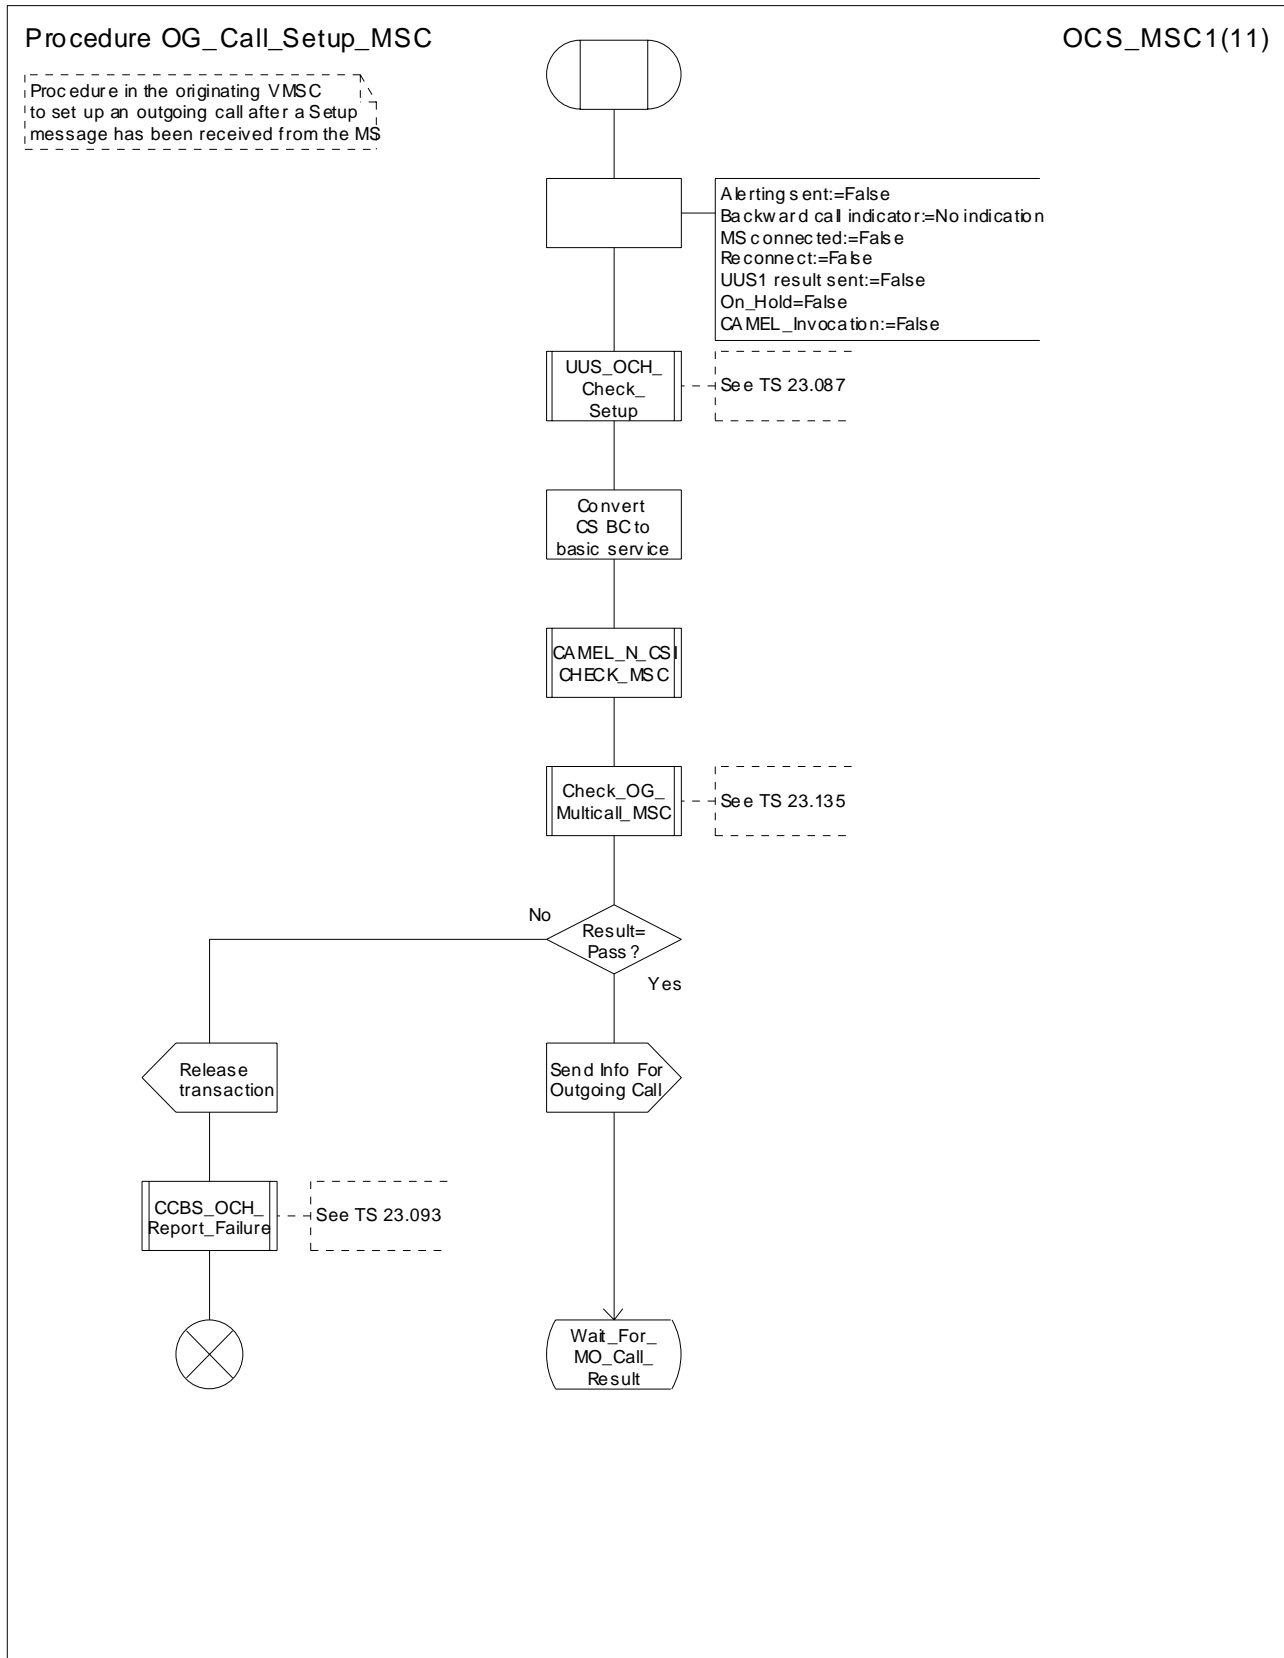 Procedure OG_Call_Setup_MSC
OCS_MSC1(11)
Procedure in the originating VMSC
to set up an outgoing call after a Setup
message has been received from the MS
Alerting sent:=False
Backward call indicator:=No indication
MS connected:=False
Reconnect:=False
UUS1 result sent:=False
On_Hold=False
CAMEL_Invocation:=False
UUS_OCH_
Check_
Setup
See TS 23.087
Convert
CS BC to
basic service
CAMEL_N_CSI
CHECK_MSC
Check_OG_
Multicall_MSC
See TS 23.135
No
Result=
Pass?
Yes
Release
transaction
Send Info For
Outgoing Call
CCBS_OCH_
Report_Failure
See TS 23.093
Wait_For_
MO_Call_
Result